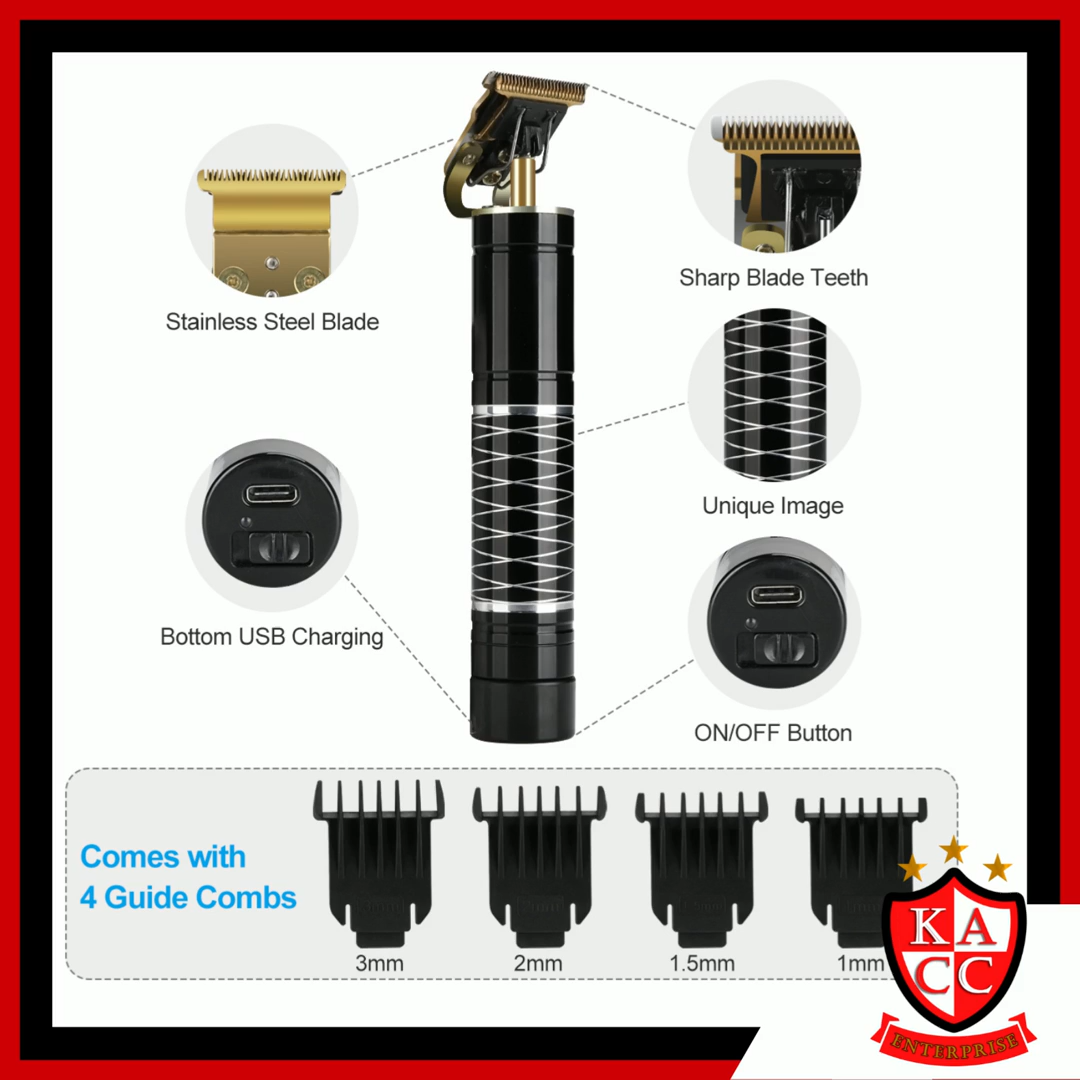 Stainless Steel Blade
Sharp Blade Teeth
Unique Image
Bottom USB Charging
ON/OFF Button
Comes with
4 Guide Combs
3mm
2mm
1.5mm
1mm
K A
C C
ENTERPRISE